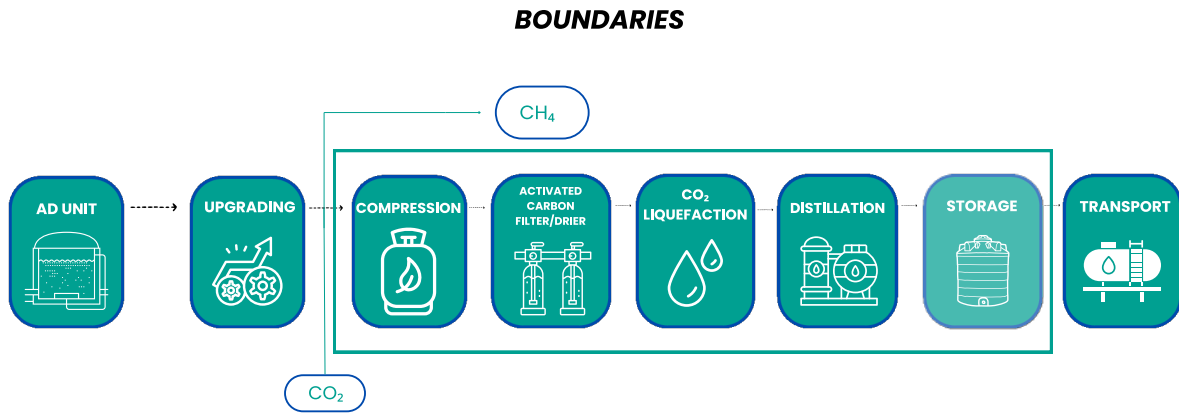 BOUNDARIES
CH₄
AD UNIT
UPGRADING
COMPRESSION
ACTIVATED
CARBON
FILTER/DRIER
CO₂
LIQUEFACTION
DISTILLATION
STORAGE
TRANSPORT
CO₂